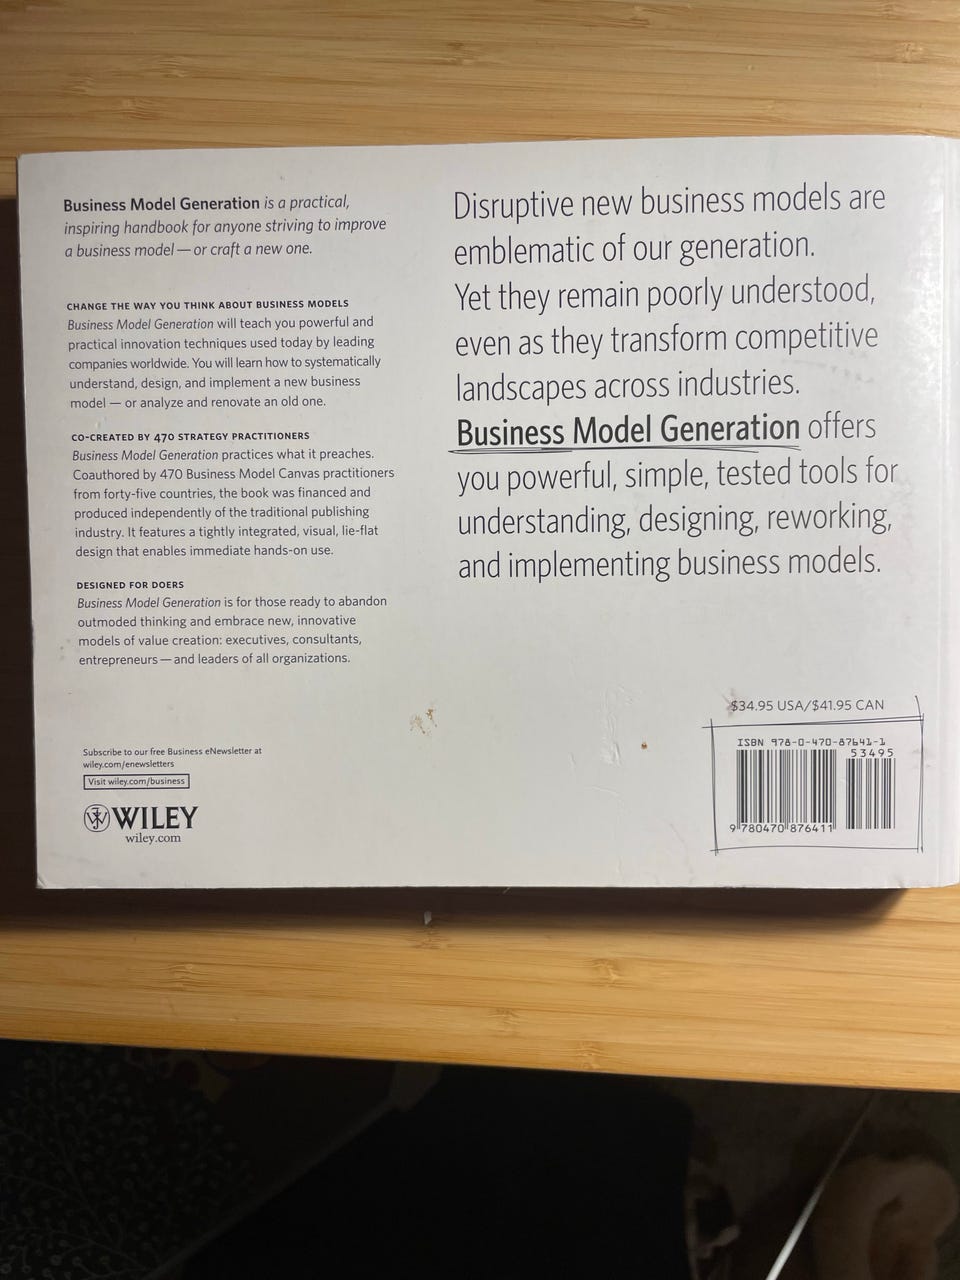 Business Model Generation is a practical,
inspiring handbook for anyone striving to improve
a business model — or craft a new one.
CHANGE THE WAY YOU THINK ABOUT BUSINESS MODELS
Business Model Generation will teach you powerful and
practical innovation techniques used today by leading
companies worldwide. You will learn how to systematically
understand, design, and implement a new business
model — or analyze and renovate an old one.
CO-CREATED BY 470 STRATEGY PRACTITIONERS
Business Model Generation practices what it preaches.
Coauthored by 470 Business Model Canvas practitioners
from forty-five countries, the book was financed and
produced independently of the traditional publishing
industry. It features a tightly integrated, visual, lie-flat
design that enables immediate hands-on use.
DESIGNED FOR DOERS
Business Model Generation is for those ready to abandon
outmoded thinking and embrace new, innovative
models of value creation: executives, consultants,
entrepreneurs — and leaders of all organizations.
Subscribe to our free Business eNewsletter at
wiley.com/enewsletters
Visit wiley.com/business
WILEY
wiley.com
Disruptive new business models are
emblematic of our generation.
Yet they remain poorly understood,
even as they transform competitive
landscapes across industries.
Business Model Generation offers
you powerful, simple, tested tools for
understanding, designing, reworking,
and implementing business models.
$34.95 USA/$41.95 CAN
ISBN 978-0-470-87641-1
53495
9 780470 876411